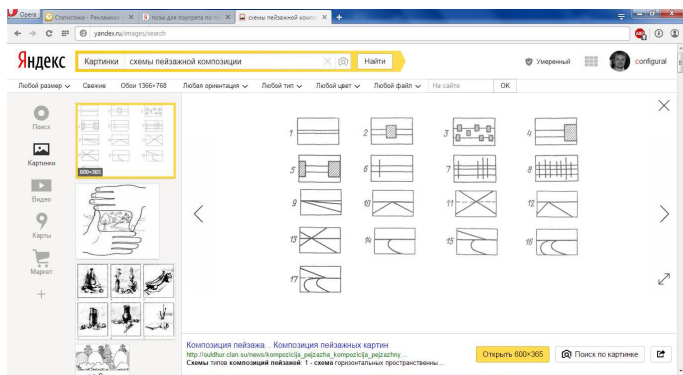 Opera
Статистика - Рекламная
позы для портрета по по
схемы пейзажной компо
yandex.ru/images/search
Яндекс
Картинки
схемы пейзажной композиции
Найти
Умеренный
configural
Любой размер
Свежие
Обои 1366×768
Любая ориентация
Любой тип
Любой цвет
Любой файл
На сайте
OK
Поиск
Картинки
Видео
Карты
Маркет
600×365
1 2 3 4
5 6 7 8
9 10 11 12
13 14 15 16
17
Композиция пейзажа. . Композиция пейзажных картин
http://ouldhur.clan.su/news/kompozicija_pejzazha_kompozicija_pejzazhny…
Схемы типов композиций пейзажей: 1 - схема горизонтальных пространственны…
Открыть 600×365
Поиск по картинке